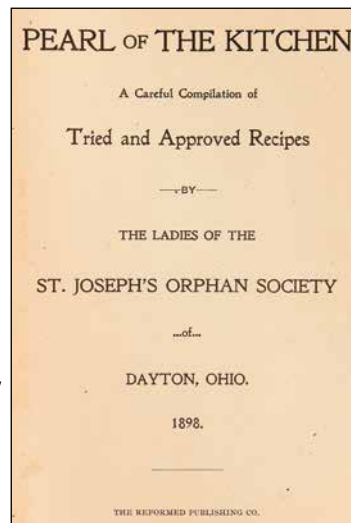 PEARL OF THE KITCHEN
A Careful Compilation of
Tried and Approved Recipes
BY
THE LADIES OF THE
ST. JOSEPH'S ORPHAN SOCIETY
...of...
DAYTON, OHIO.
1898.
THE REFORMED PUBLISHING CO.